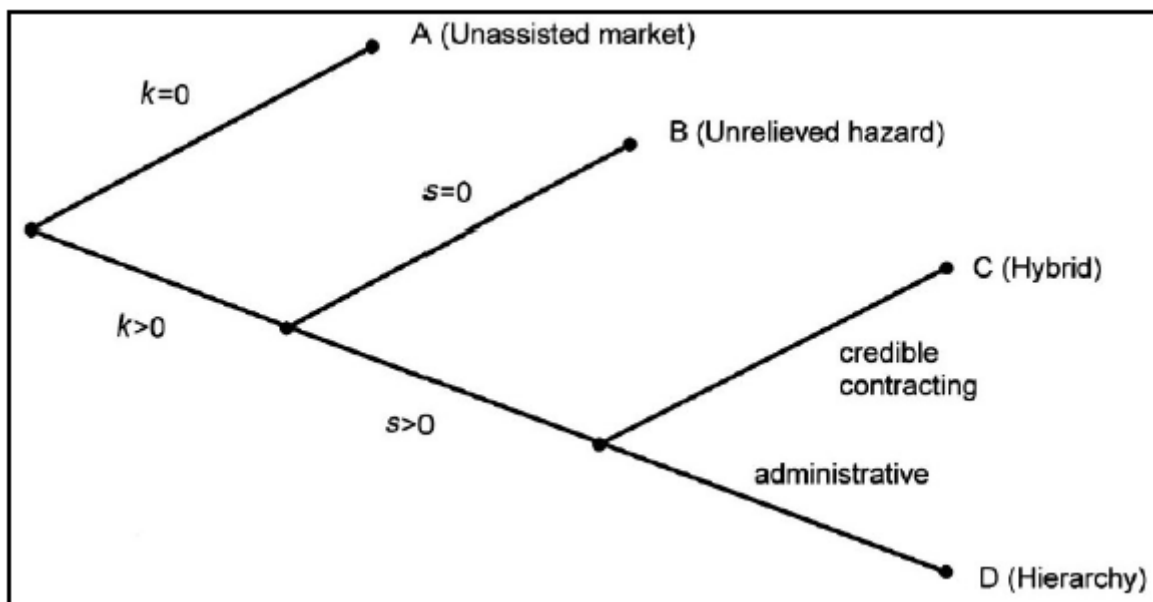 A (Unassisted market)
k=0
B (Unrelieved hazard)
s=0
C (Hybrid)
k>0
credible
contracting
s>0
administrative
D (Hierarchy)